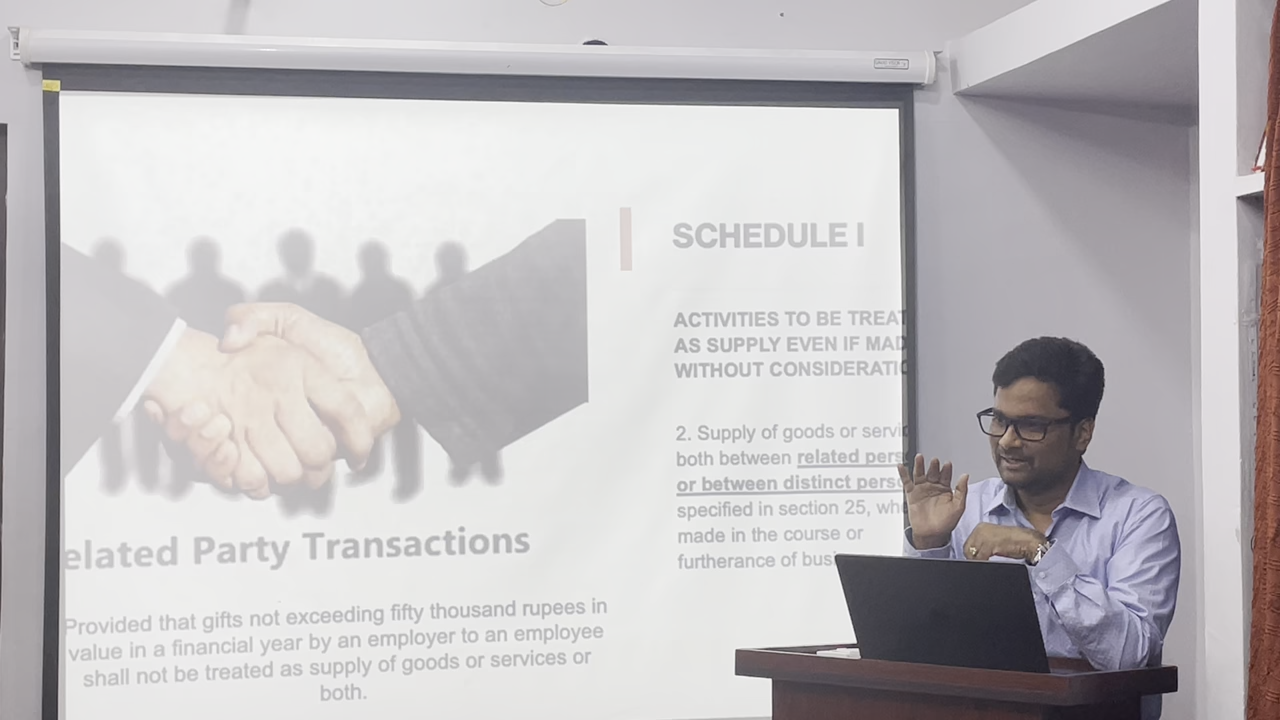 SCHEDULE I
ACTIVITIES TO BE TREAT
AS SUPPLY EVEN IF MAD
WITHOUT CONSIDERATIO
2. Supply of goods or servic
both between related pers
or between distinct perso
specified in section 25, whe
made in the course or
furtherance of busi
elated Party Transactions
Provided that gifts not exceeding fifty thousand rupees in
value in a financial year by an employer to an employee
shall not be treated as supply of goods or services or
both.